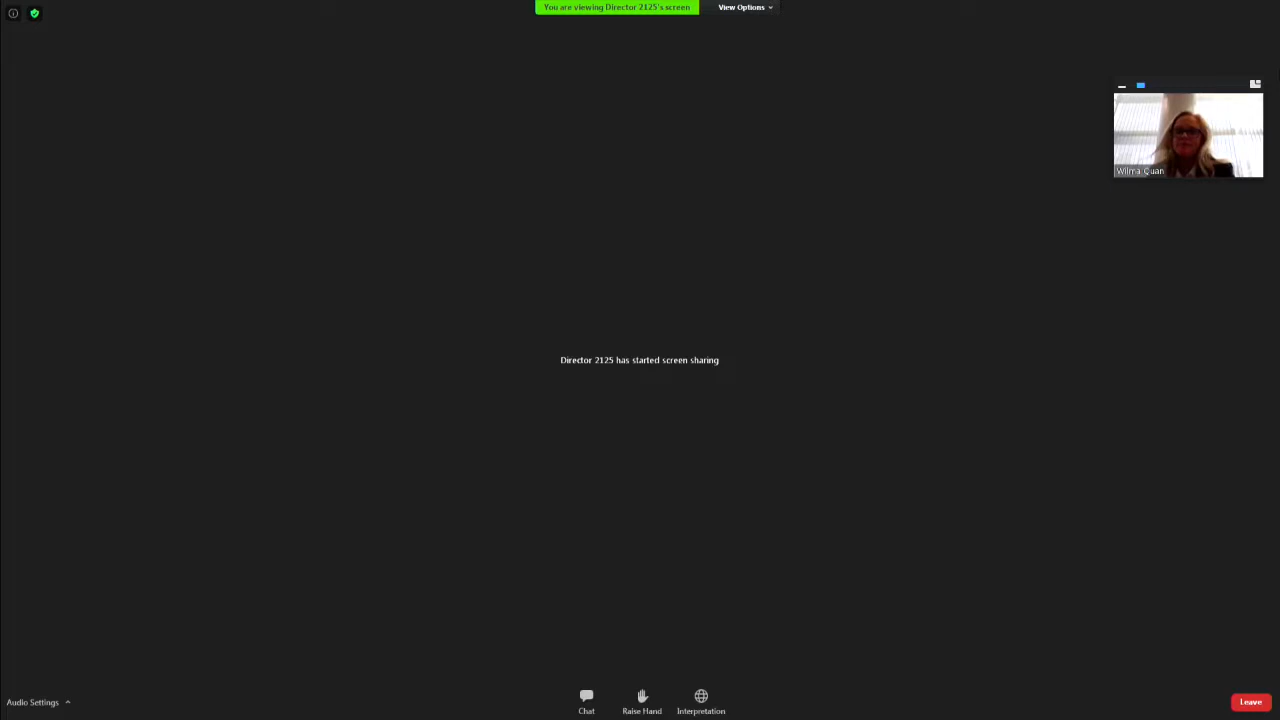 You are viewing Director 2125's screen
View Options
Wilma Quan
Director 2125 has started screen sharing
Audio Settings
Chat
Raise Hand
Interpretation
Leave